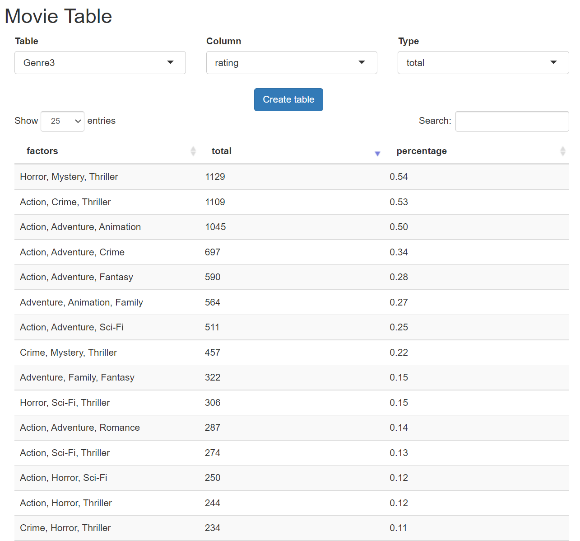 Movie Table
Table Column Type
Genre3 rating total
Create table
Show 25 entries Search:
factors total percentage
Horror, Mystery, Thriller 1129 0.54
Action, Crime, Thriller 1109 0.53
Action, Adventure, Animation 1045 0.50
Action, Adventure, Crime 697 0.34
Action, Adventure, Fantasy 590 0.28
Adventure, Animation, Family 564 0.27
Action, Adventure, Sci-Fi 511 0.25
Crime, Mystery, Thriller 457 0.22
Adventure, Family, Fantasy 322 0.15
Horror, Sci-Fi, Thriller 306 0.15
Action, Adventure, Romance 287 0.14
Action, Sci-Fi, Thriller 274 0.13
Action, Horror, Sci-Fi 250 0.12
Action, Horror, Thriller 244 0.12
Crime, Horror, Thriller 234 0.11